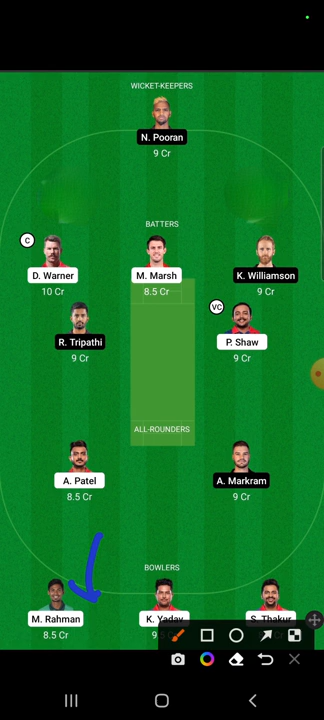 WICKET-KEEPERS
N. Pooran
9 Cr
BATTERS
C
D. Warner
M. Marsh
K. Williamson
10 Cr
8.5 Cr
9 Cr
VC
R. Tripathi
P. Shaw
9 Cr
9 Cr
ALL-ROUNDERS
A. Patel
A. Markram
8.5 Cr
9 Cr
BOWLERS
M. Rahman
K. Yadav
S. Thakur
8.5 Cr